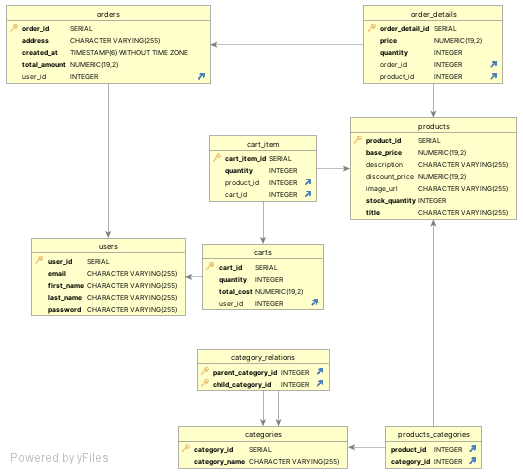 orders
order_id SERIAL
address CHARACTER VARYING(255)
created_at TIMESTAMP(6) WITHOUT TIME ZONE
total_amount NUMERIC(19,2)
user_id INTEGER
order_details
order_detail_id SERIAL
price NUMERIC(19,2)
quantity INTEGER
order_id INTEGER
product_id INTEGER
cart_item
cart_item_id SERIAL
quantity INTEGER
product_id INTEGER
cart_id INTEGER
products
product_id SERIAL
base_price NUMERIC(19,2)
description CHARACTER VARYING(255)
discount_price NUMERIC(19,2)
image_url CHARACTER VARYING(255)
stock_quantity INTEGER
title CHARACTER VARYING(255)
users
user_id SERIAL
email CHARACTER VARYING(255)
first_name CHARACTER VARYING(255)
last_name CHARACTER VARYING(255)
password CHARACTER VARYING(255)
carts
cart_id SERIAL
quantity INTEGER
total_cost NUMERIC(19,2)
user_id INTEGER
category_relations
parent_category_id INTEGER
child_category_id INTEGER
categories
category_id SERIAL
category_name CHARACTER VARYING(255)
products_categories
product_id INTEGER
category_id INTEGER
Powered by yFiles